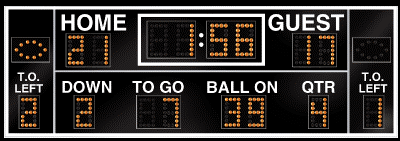 HOME 1:56 GUEST
21 17
T.O. LEFT DOWN TO GO BALL ON QTR T.O. LEFT
2 2 7 39 4 1